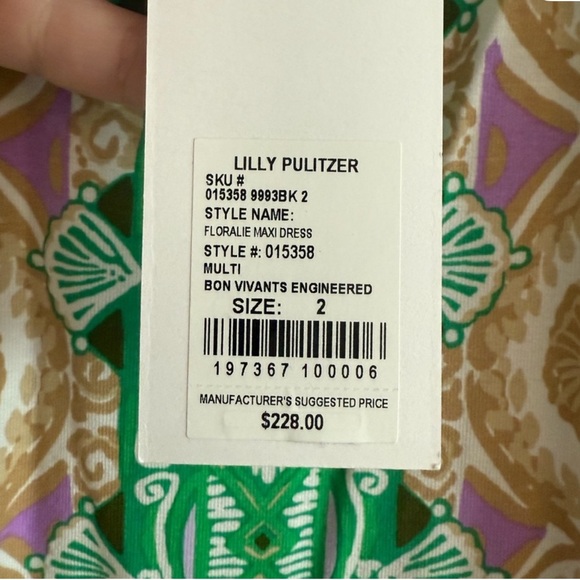 LILLY PULITZER
SKU #
015358 9993BK 2
STYLE NAME:
FLORALIE MAXI DRESS
STYLE #: 015358
MULTI
BON VIVANTS ENGINEERED
SIZE: 2
197367 100006
MANUFACTURER'S SUGGESTED PRICE
$228.00